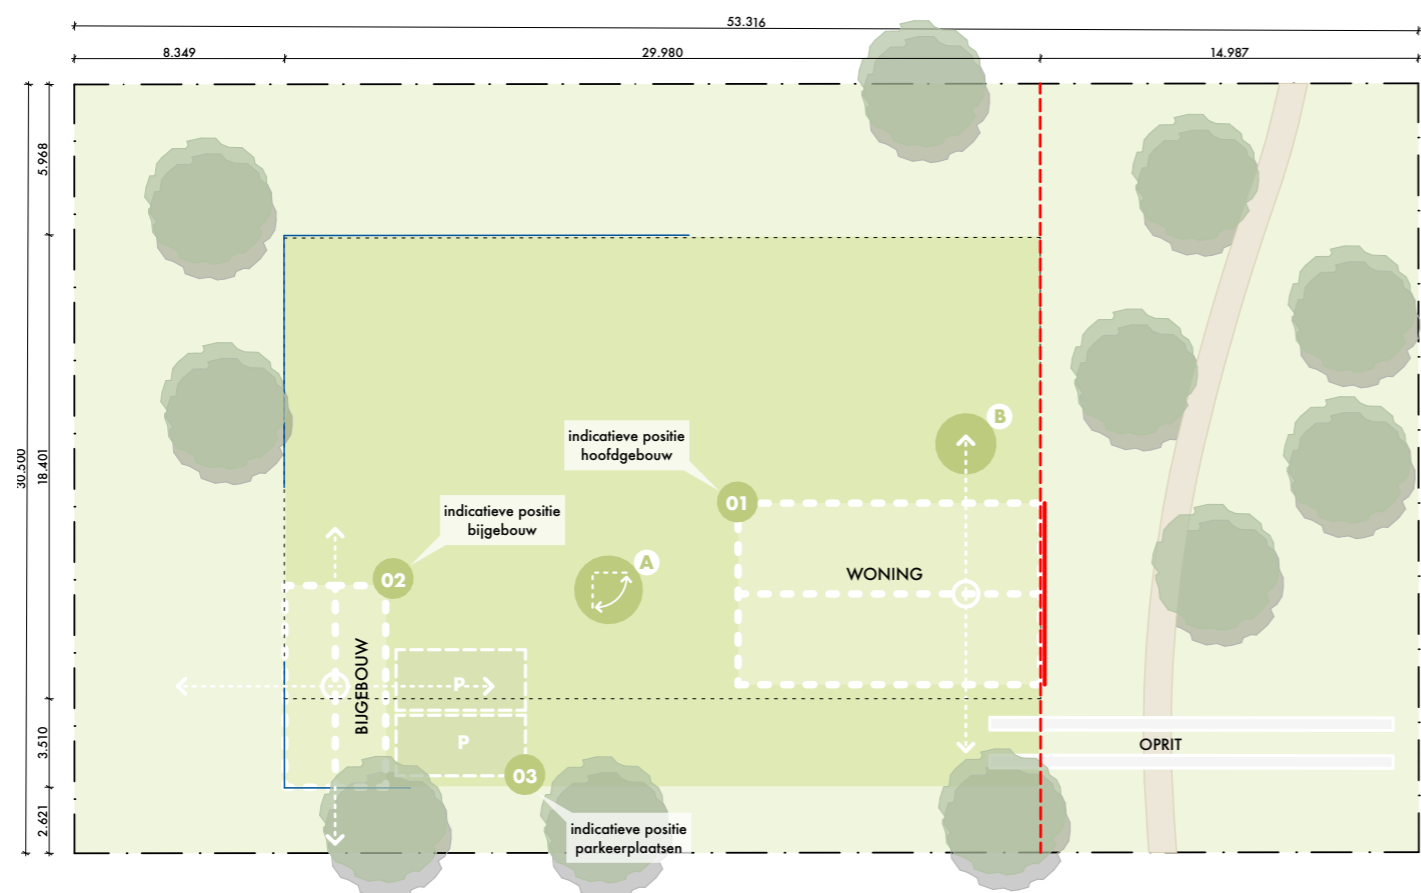 53.316
8.349
29.980
14.987
5.968
30.500
18.401
3.510
2.621
B
indicatieve positie
hoofdgebouw
01
indicatieve positie
bijgebouw
02
A
WONING
BIJGEBOUW
P
P
03
OPRIT
indicatieve positie
parkeerplaatsen